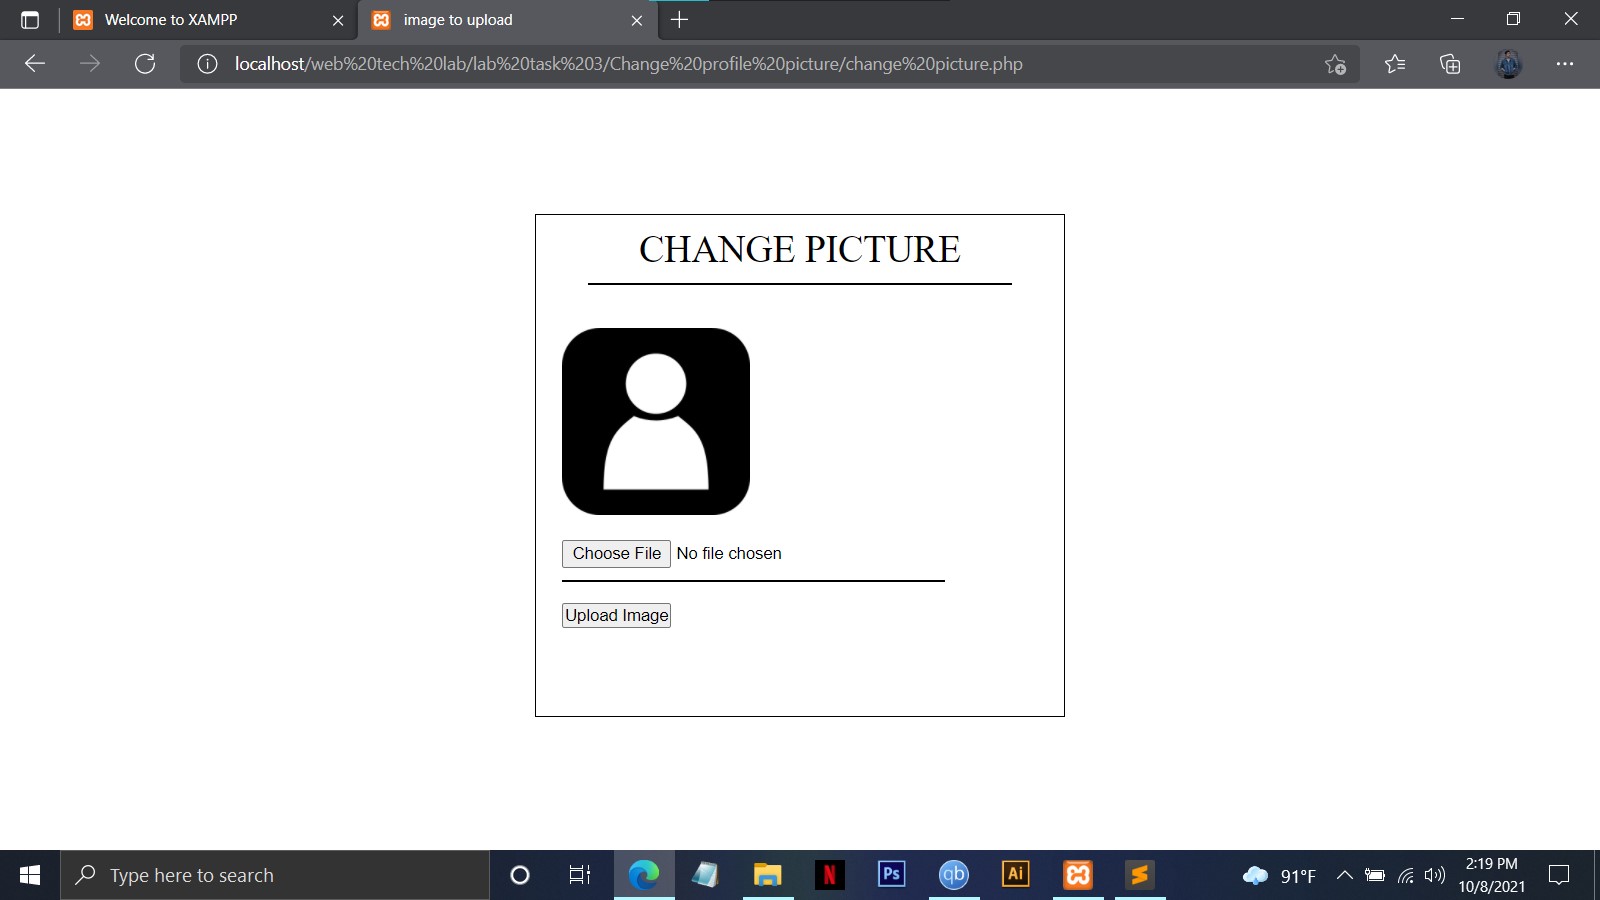 Welcome to XAMPP
image to upload
localhost/web%20tech%20lab/lab%20task%203/Change%20profile%20picture/change%20picture.php
CHANGE PICTURE
Choose File No file chosen
Upload Image
Type here to search
N
Ps
qb
Ai
91°F
2:19 PM
10/8/2021